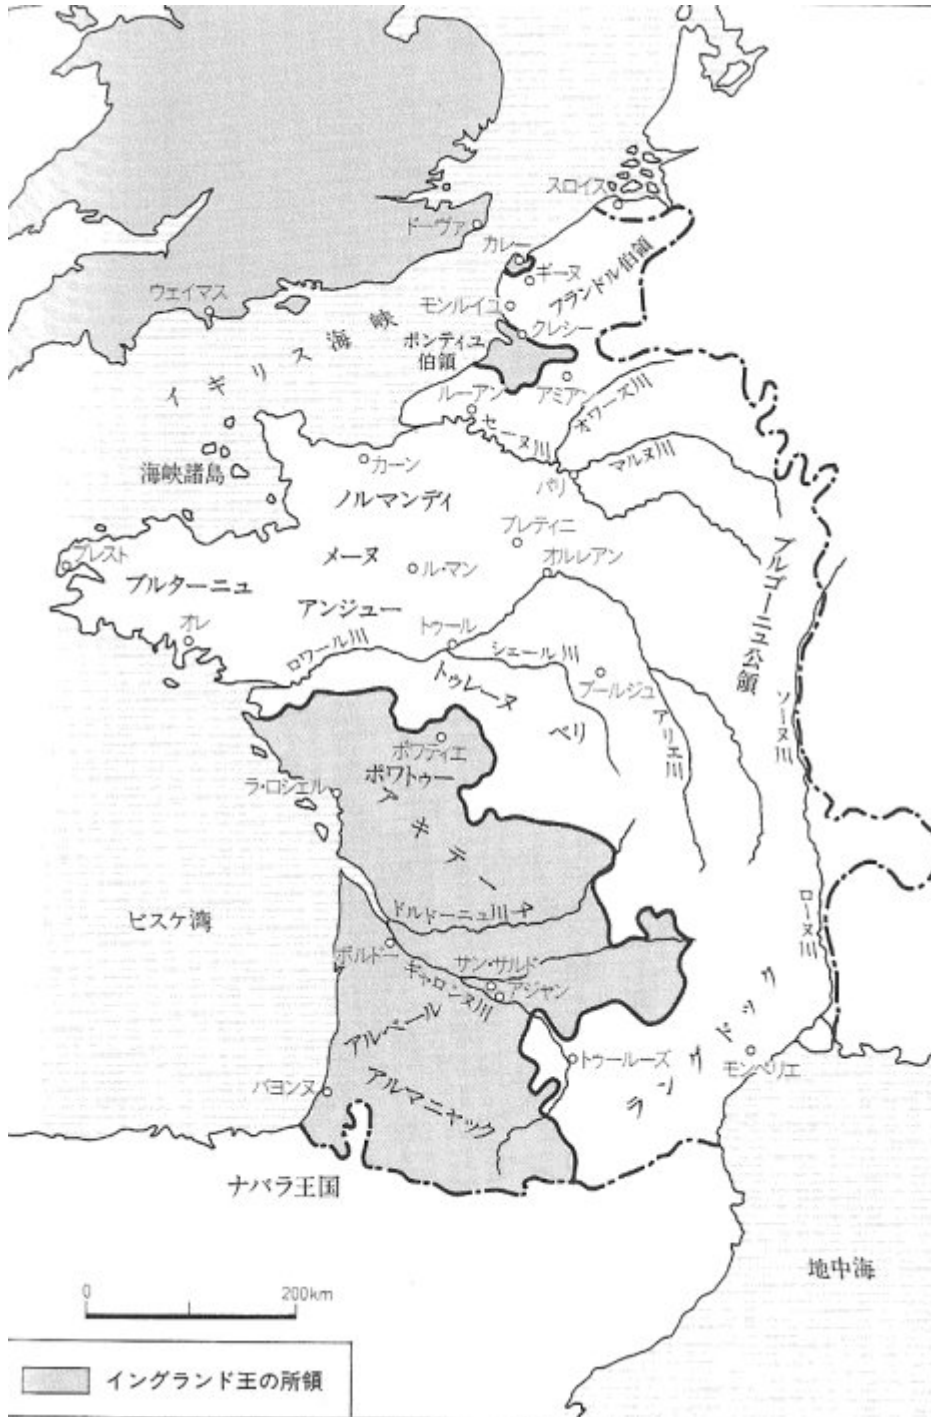 スロイス
ドーヴァ
カレー
ギーヌ
フランドル伯領
ウェイマス
モンルイユ
クレシー
イギリス海峡
ポンティユ
伯領
ルーアン
アミアン
オワーズ川
セーヌ川
マルヌ川
海峡諸島
カーン
パリ
ノルマンディ
ブレティニ
ブレスト
メーヌ
ル・マン
オルレアン
ブルゴーニュ公領
ブルターニュ
アンジュー
オレ
トゥール
ロワール川
シェール川
トゥレーヌ
ブールジュ
ベリ
アリエ川
ソーヌ川
ポワティエ
ポワトゥー
ラ・ロシェル
アキテーヌ
ドルドーニュ川
ローヌ川
ビスケ湾
ボルドー
サン・サルド
ギャロンヌ川
アジャン
アルベール
ラングドック
トゥールーズ
モンペリエ
バヨンヌ
アルマニャック
ナバラ王国
地中海
0 200km
イングランド王の所領